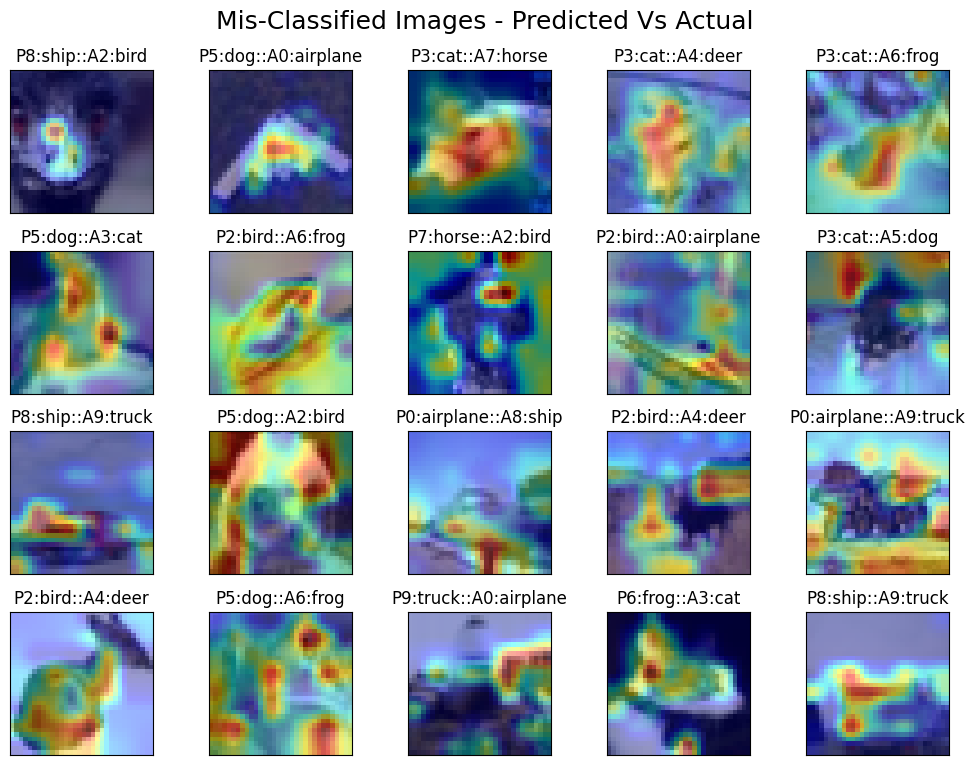 Mis-Classified Images - Predicted Vs Actual
P8:ship::A2:bird
P5:dog::A0:airplane
P3:cat::A7:horse
P3:cat::A4:deer
P3:cat::A6:frog
P5:dog::A3:cat
P2:bird::A6:frog
P7:horse::A2:bird
P2:bird::A0:airplane
P3:cat::A5:dog
P8:ship::A9:truck
P5:dog::A2:bird
P0:airplane::A8:ship
P2:bird::A4:deer
P0:airplane::A9:truck
P2:bird::A4:deer
P5:dog::A6:frog
P9:truck::A0:airplane
P6:frog::A3:cat
P8:ship::A9:truck